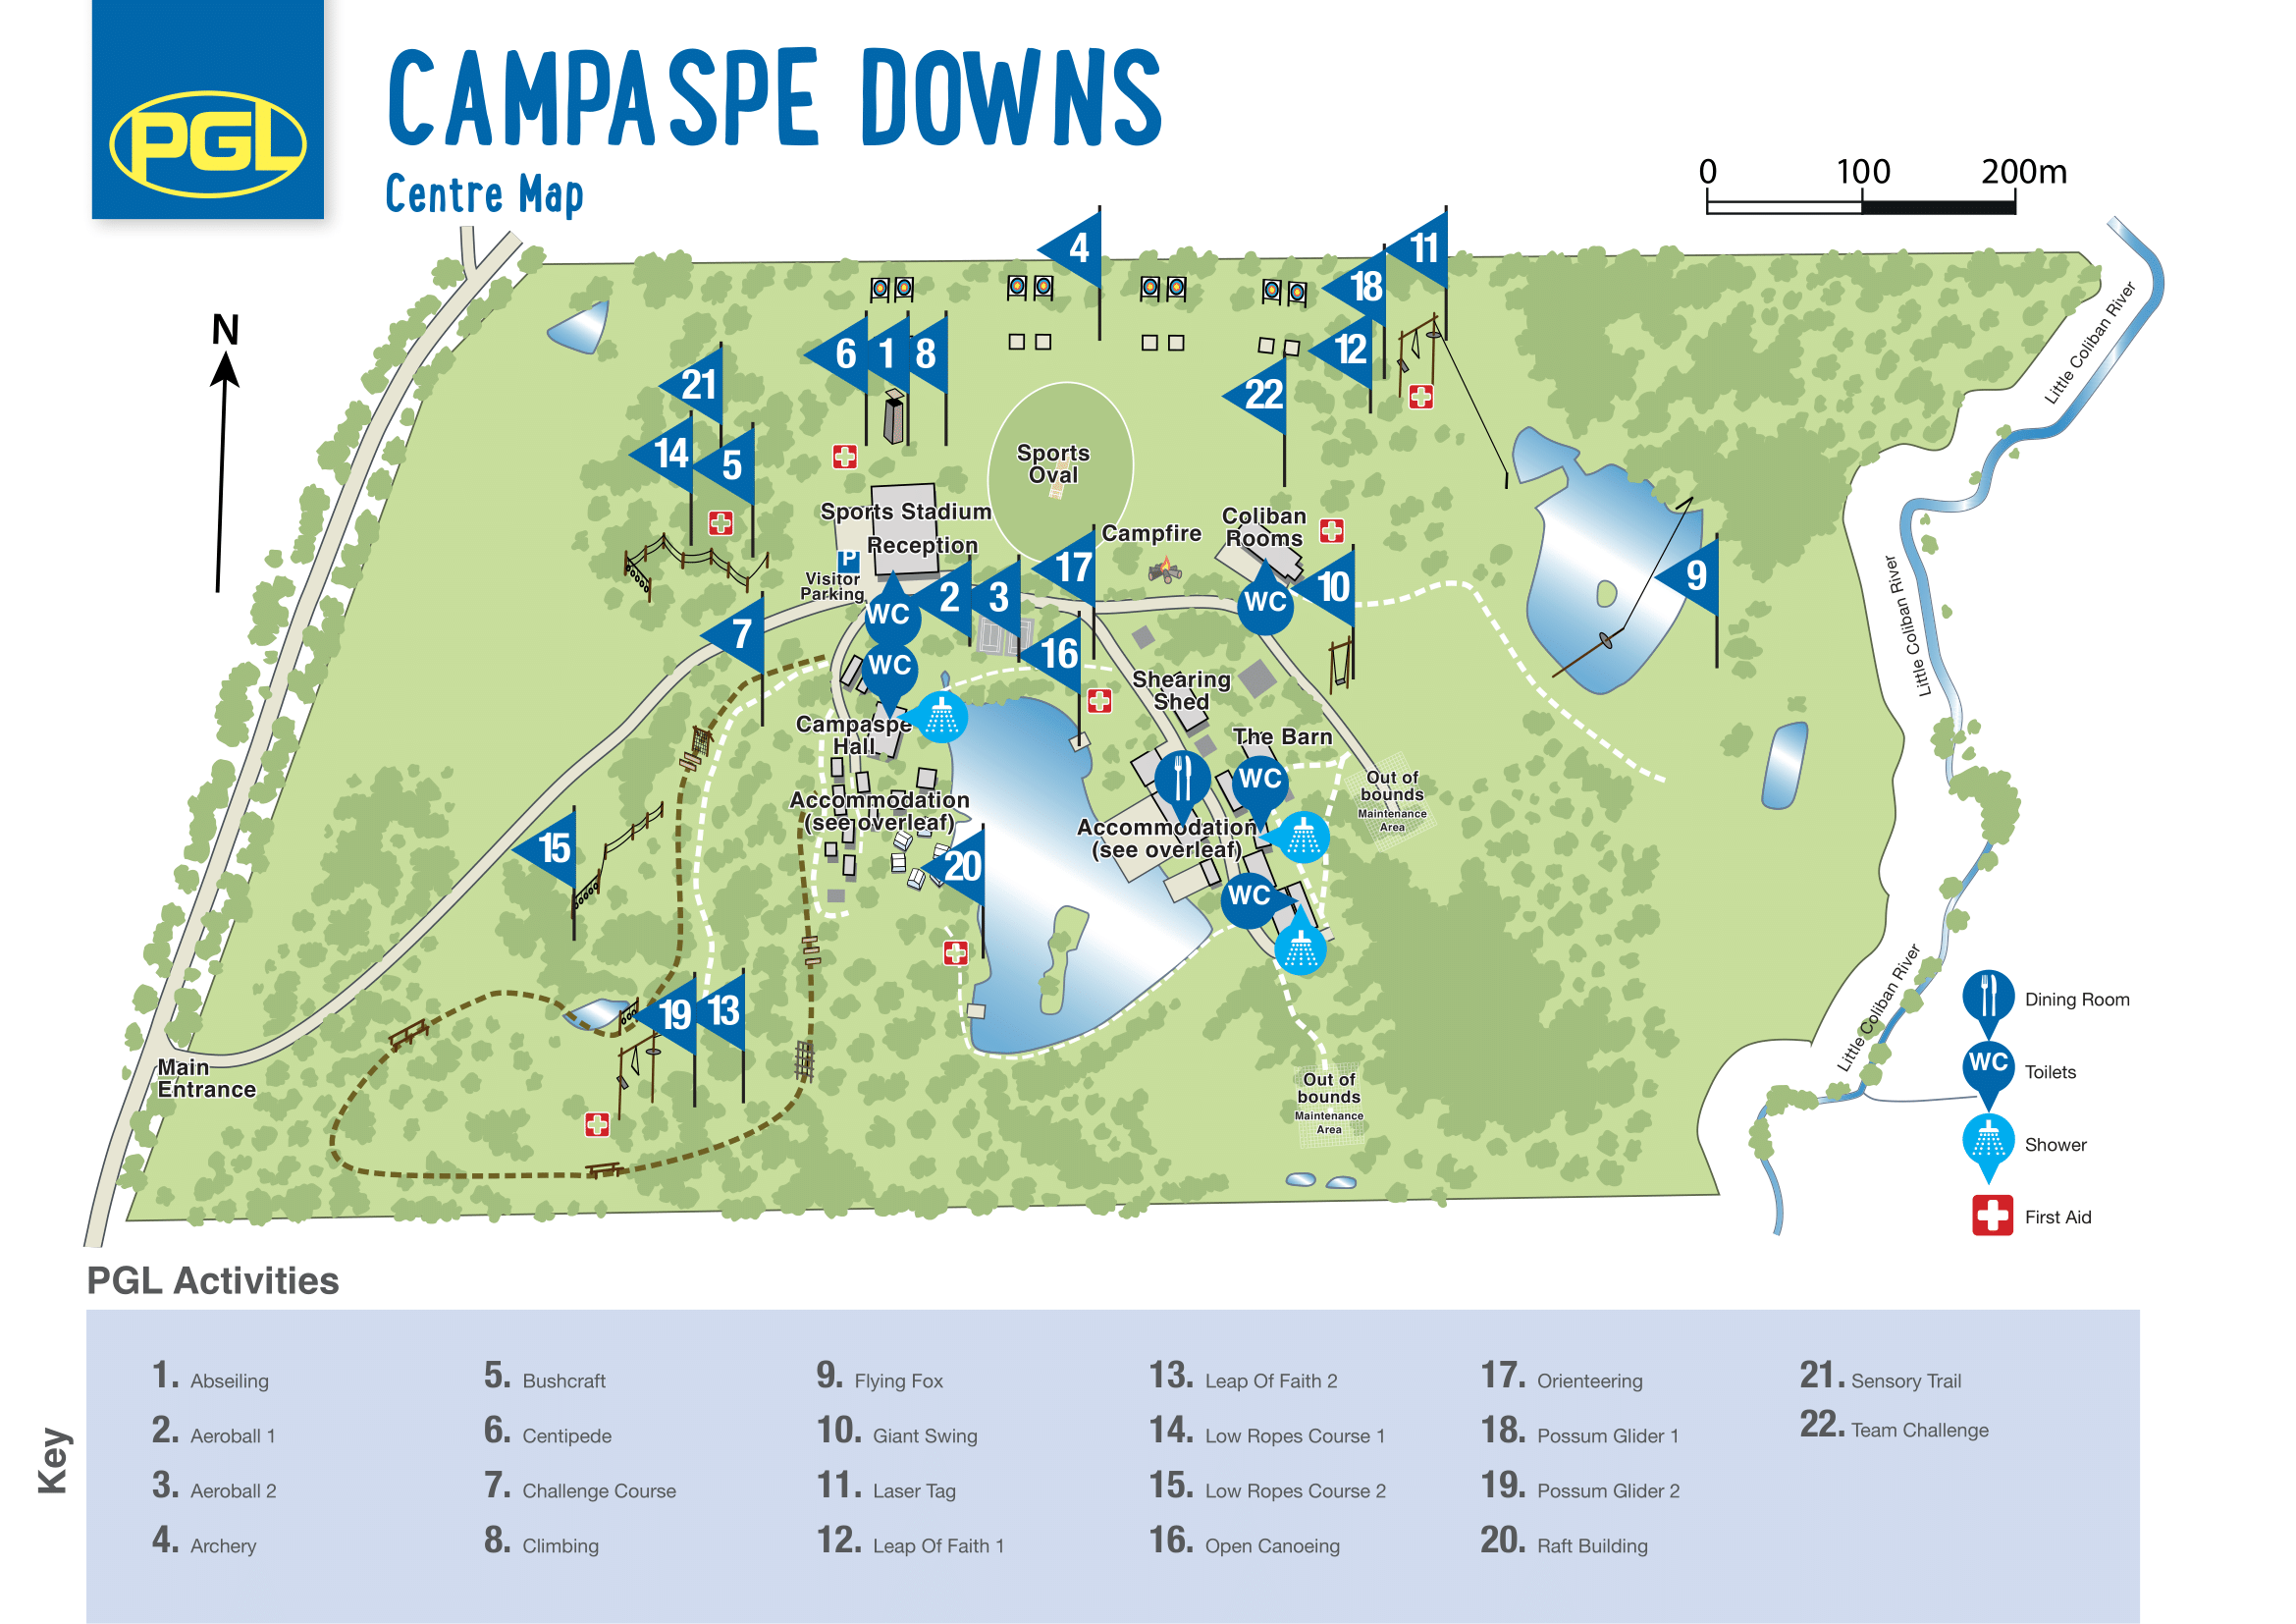 PGL
CAMPASPE DOWNS
Centre Map
0 100 200m
N
4
11
18
6 1 8
12
21
22
14
5
Little Coliban River
Sports
Oval
Sports Stadium
Reception
P
Visitor
Parking
Campfire
Coliban
Rooms
17
2
3
10
9
WC
WC
7
16
WC
Little Coliban River
Shearing
Shed
Campaspe
Hall
The Barn
WC
Out of
bounds
Maintenance
Area
Accommodation
(see overleaf)
Accommodation
(see overleaf)
15
20
WC
19
13
Little Coliban River
Main
Entrance
Out of
bounds
Maintenance
Area
Dining Room
WC Toilets
Shower
First Aid
PGL Activities
Key
1. Abseiling
2. Aeroball 1
3. Aeroball 2
4. Archery
5. Bushcraft
6. Centipede
7. Challenge Course
8. Climbing
9. Flying Fox
10. Giant Swing
11. Laser Tag
12. Leap Of Faith 1
13. Leap Of Faith 2
14. Low Ropes Course 1
15. Low Ropes Course 2
16. Open Canoeing
17. Orienteering
18. Possum Glider 1
19. Possum Glider 2
20. Raft Building
21. Sensory Trail
22. Team Challenge